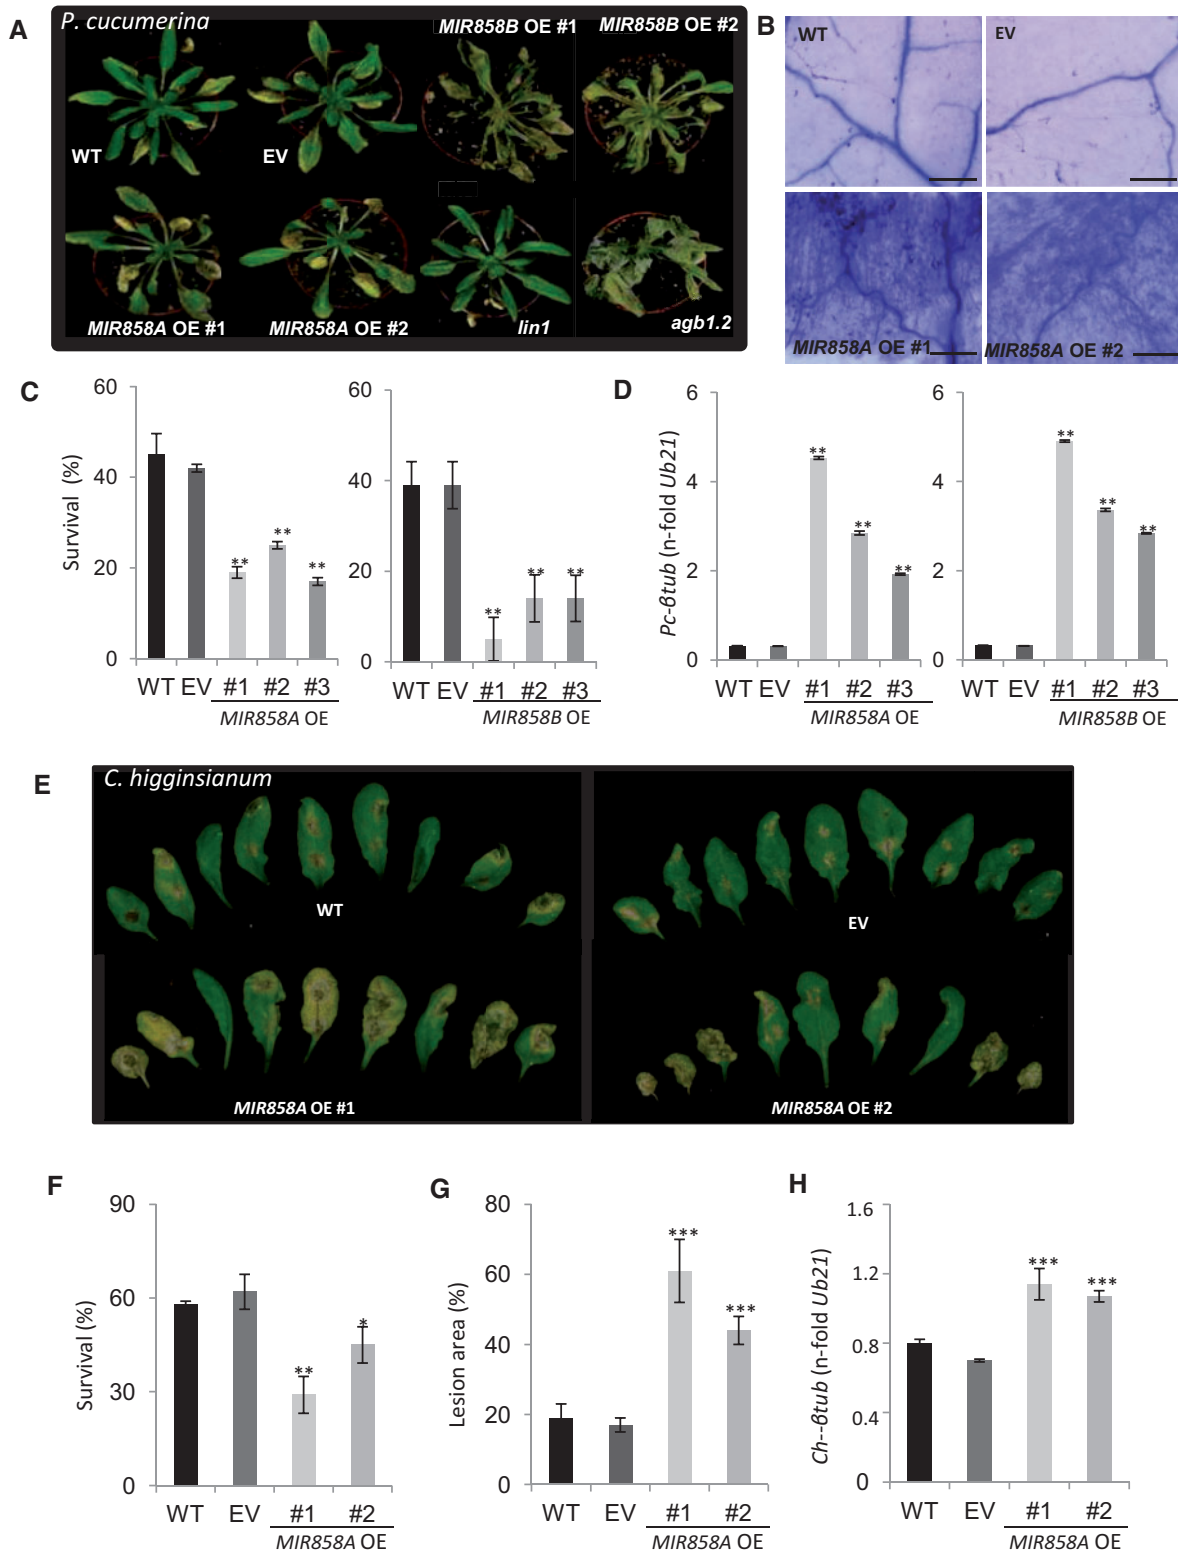 A
P. cucumerina
MIR858B OE #1
MIR858B OE #2
WT
EV
MIR858A OE #1
MIR858A OE #2
lin1
agb1.2
B
WT
EV
MIR858A OE #1
MIR858A OE #2
C
Survival (%)
60
40
20
0
** ** **
WT EV #1 #2 #3
MIR858A OE
60
40
20
0
** ** **
WT EV #1 #2 #3
MIR858B OE
D
Pc-βtub (n-fold Ub21)
6
4
2
0
** ** **
WT EV #1 #2 #3
MIR858A OE
6
4
2
0
** ** **
WT EV #1 #2 #3
MIR858B OE
E
C. higginsianum
WT
EV
MIR858A OE #1
MIR858A OE #2
F
Survival (%)
90
60
30
0
** *
WT EV #1 #2
MIR858A OE
G
Lesion area (%)
80
60
40
20
0
*** ***
WT EV #1 #2
MIR858A OE
H
Ch--βtub (n-fold Ub21)
1.6
1.2
0.8
0.4
0
*** ***
WT EV #1 #2
MIR858A OE